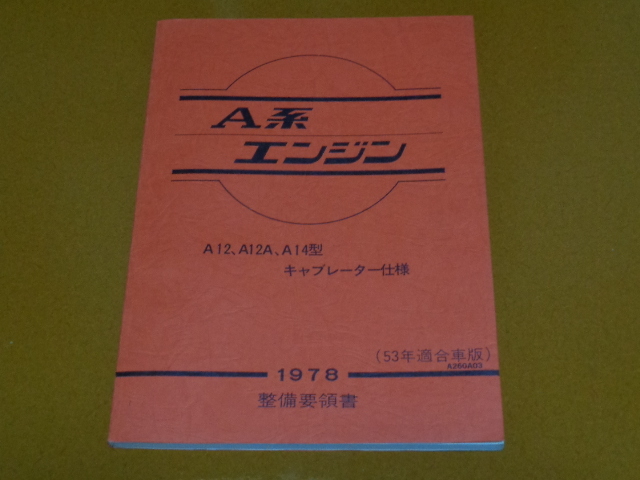 A系
エンジン
A12、A12A、A14型
キャブレーター仕様
(53年適合車版)
A260A03
1978
整備要領書